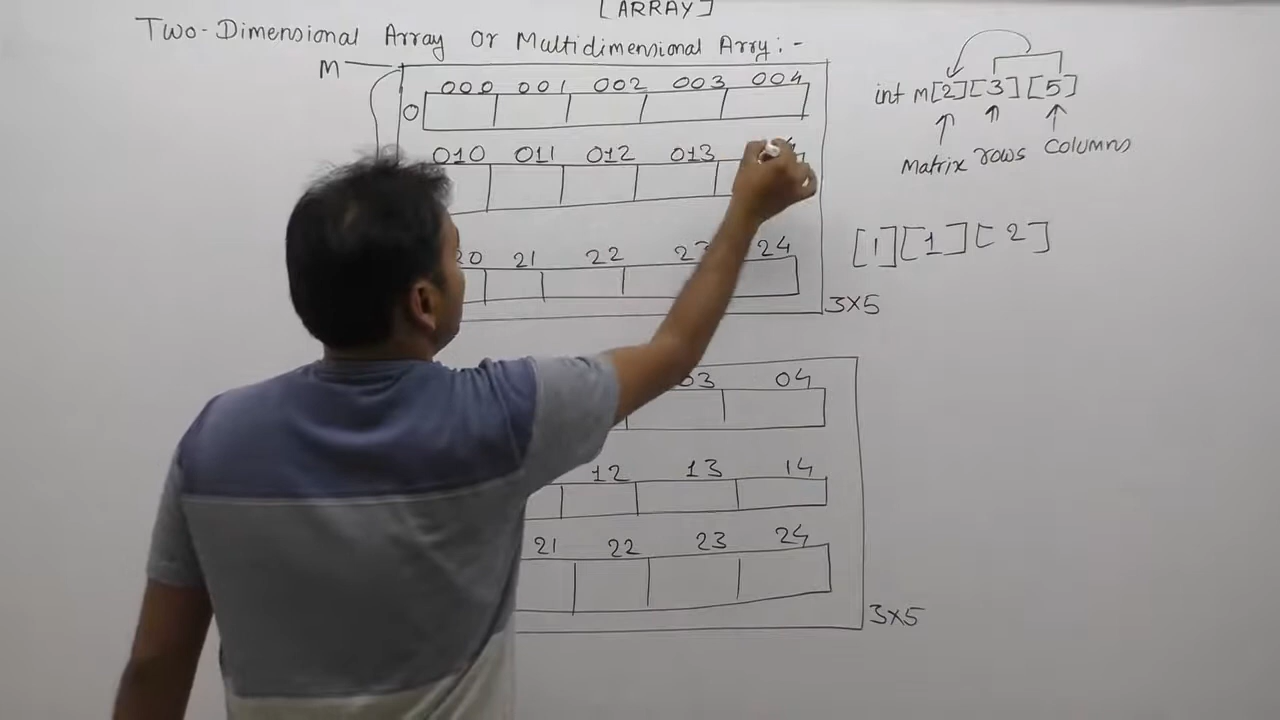 [ARRAY]
Two-Dimensional Array Or Multidimensional Arry:-
M
000 001 002 003 004
0
010 011 012 013
20 21 22 23 24
3X5
03 04
12 13 14
21 22 23 24
3X5
int m[2][3][5]
Matrix rows Columns
[1][1][2]